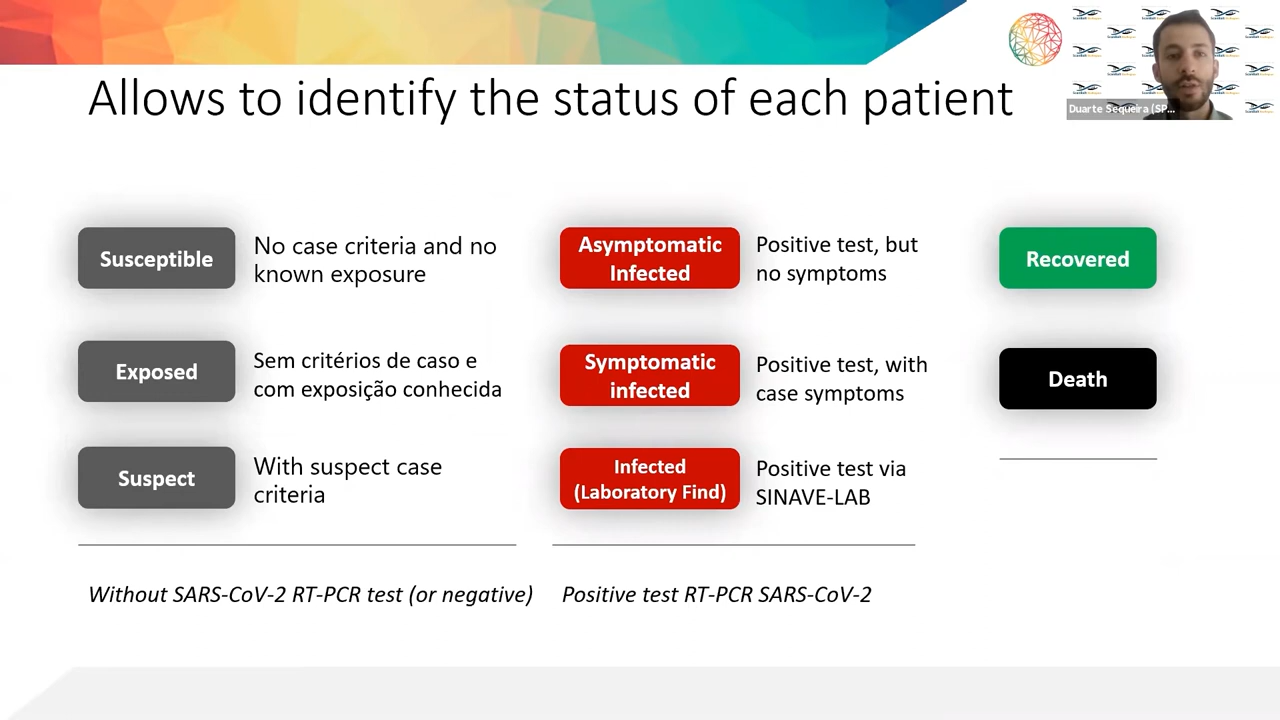 Allows to identify the status of each patient
Duarte Sequeira (SP...
Susceptible
No case criteria and no
known exposure
Exposed
Sem critérios de caso e
com exposição conhecida
Suspect
With suspect case
criteria
Without SARS-CoV-2 RT-PCR test (or negative)
Asymptomatic
Infected
Positive test, but
no symptoms
Symptomatic
infected
Positive test, with
case symptoms
Infected
(Laboratory Find)
Positive test via
SINAVE-LAB
Positive test RT-PCR SARS-CoV-2
Recovered
Death